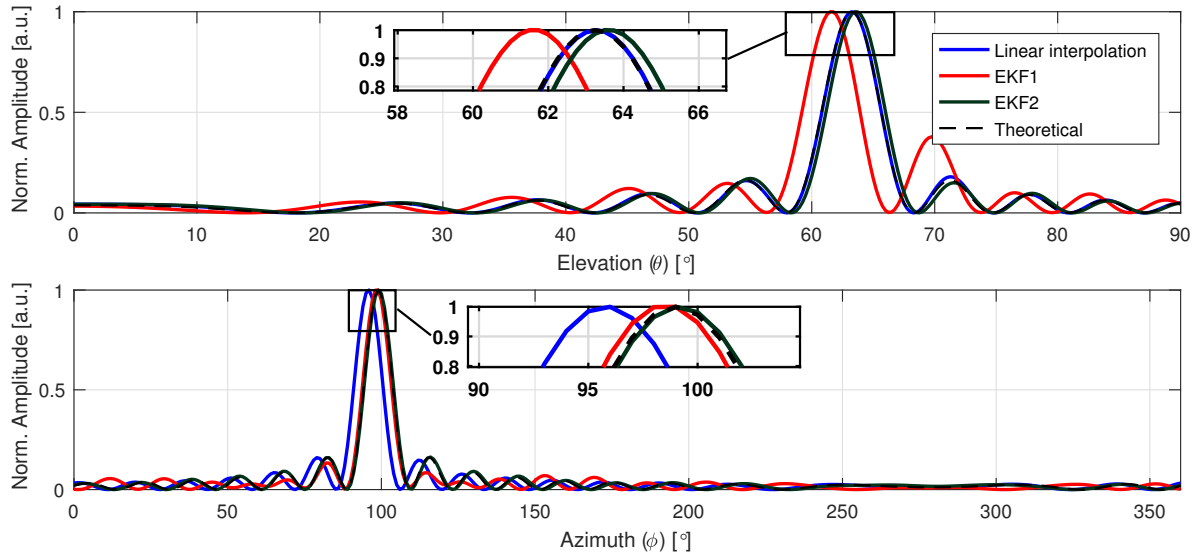 Norm. Amplitude [a.u.]
1
0.5
0
1
0.9
0.8
58 60 62 64 66
Linear interpolation
EKF1
EKF2
Theoretical
0 10 20 30 40 50 60 70 80 90
Elevation (θ) [°]
Norm. Amplitude [a.u.]
1
0.5
0
1
0.9
0.8
90 95 100
0 50 100 150 200 250 300 350
Azimuth (ϕ) [°]